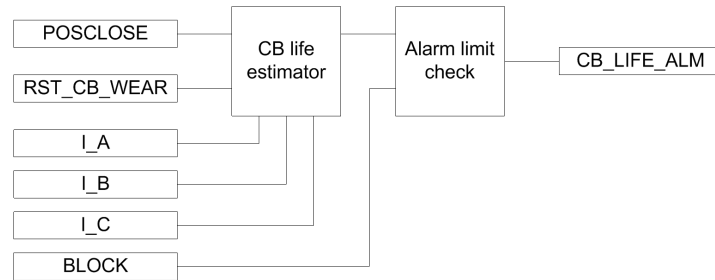 POSCLOSE
RST_CB_WEAR
I_A
I_B
I_C
BLOCK
CB life
estimator
Alarm limit
check
CB_LIFE_ALM